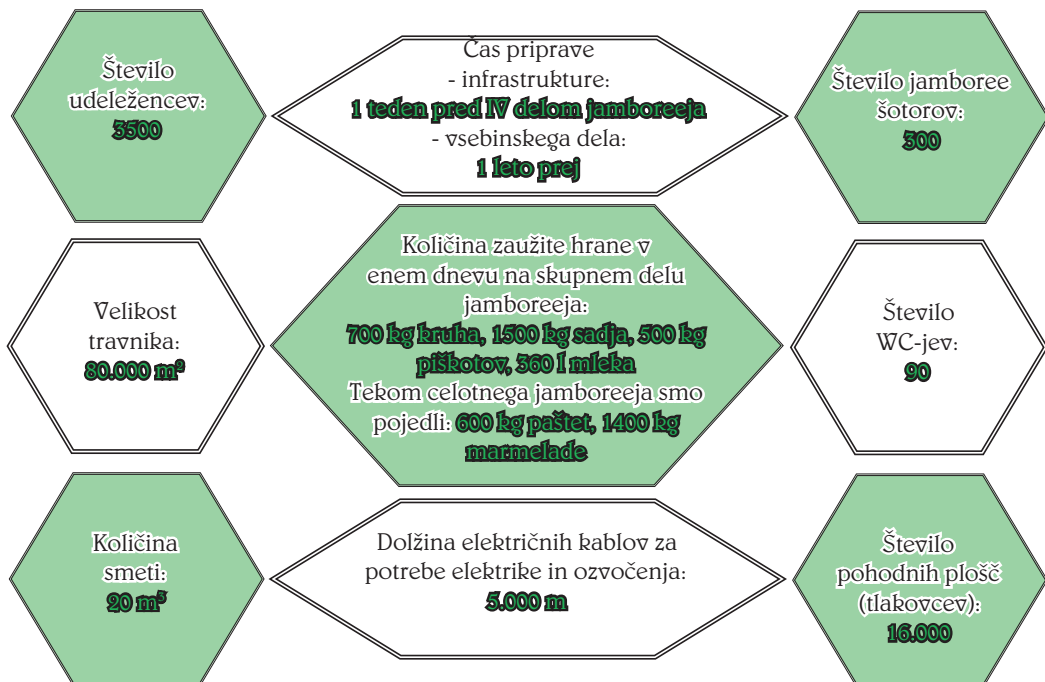 Število
udeležencev:
3500
Čas priprave
- infrastrukture:
1 teden pred IV delom jamboreeja
- vsebinskega dela:
1 leto prej
Število jamboree
šotorov:
300
Velikost
travnika:
80.000 m²
Količina zaužite hrane v
enem dnevu na skupnem delu
jamboreeja:
700 kg kruha, 1500 kg sadja, 500 kg
piškotov, 360 l mleka
Tekom celotnega jamboreeja smo
pojedli: 600 kg paštet, 1400 kg
marmelade
Število
WC-jev:
90
Količina
smeti:
20 m³
Dolžina električnih kablov za
potrebe elektrike in ozvočenja:
5.000 m
Število
pohodnih plošč
(tlakovcev):
16.000